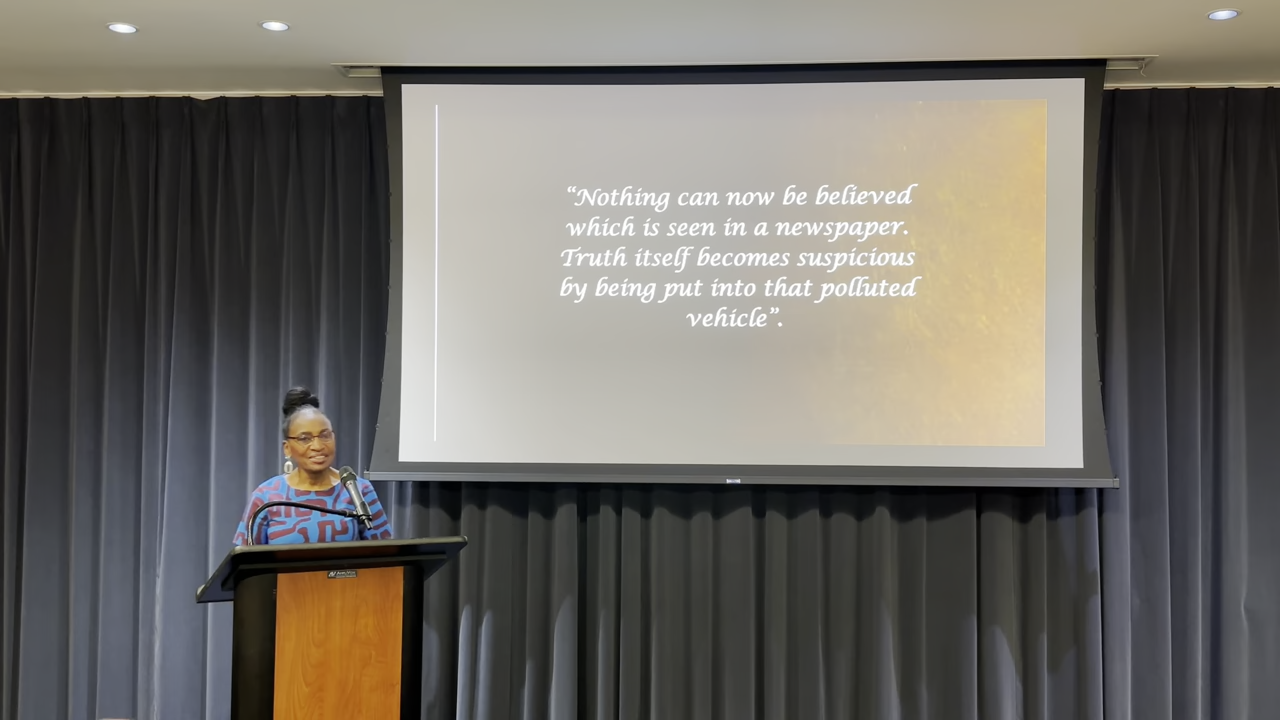 “Nothing can now be believed
which is seen in a newspaper.
Truth itself becomes suspicious
by being put into that polluted
vehicle”.